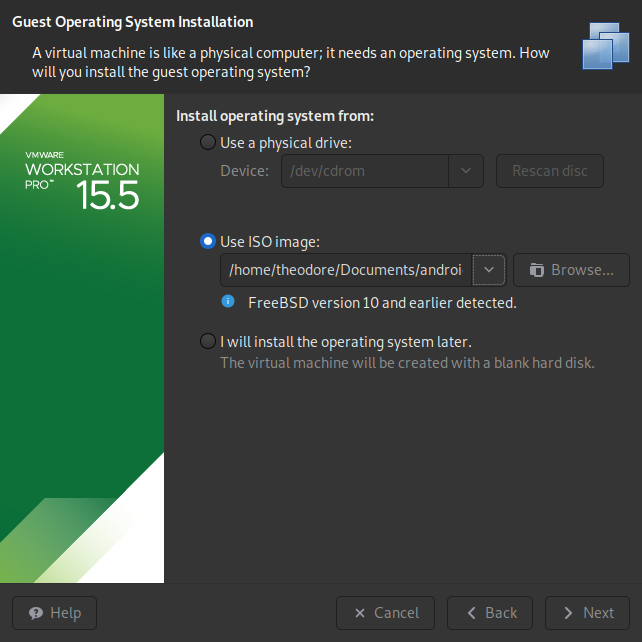 Guest Operating System Installation
A virtual machine is like a physical computer; it needs an operating system. How
will you install the guest operating system?
VMWARE
WORKSTATION
PRO™ 15.5
Install operating system from:
Use a physical drive:
Device: /dev/cdrom Rescan disc
Use ISO image:
/home/theodore/Documents/androi Browse...
FreeBSD version 10 and earlier detected.
I will install the operating system later.
The virtual machine will be created with a blank hard disk.
Help Cancel Back Next